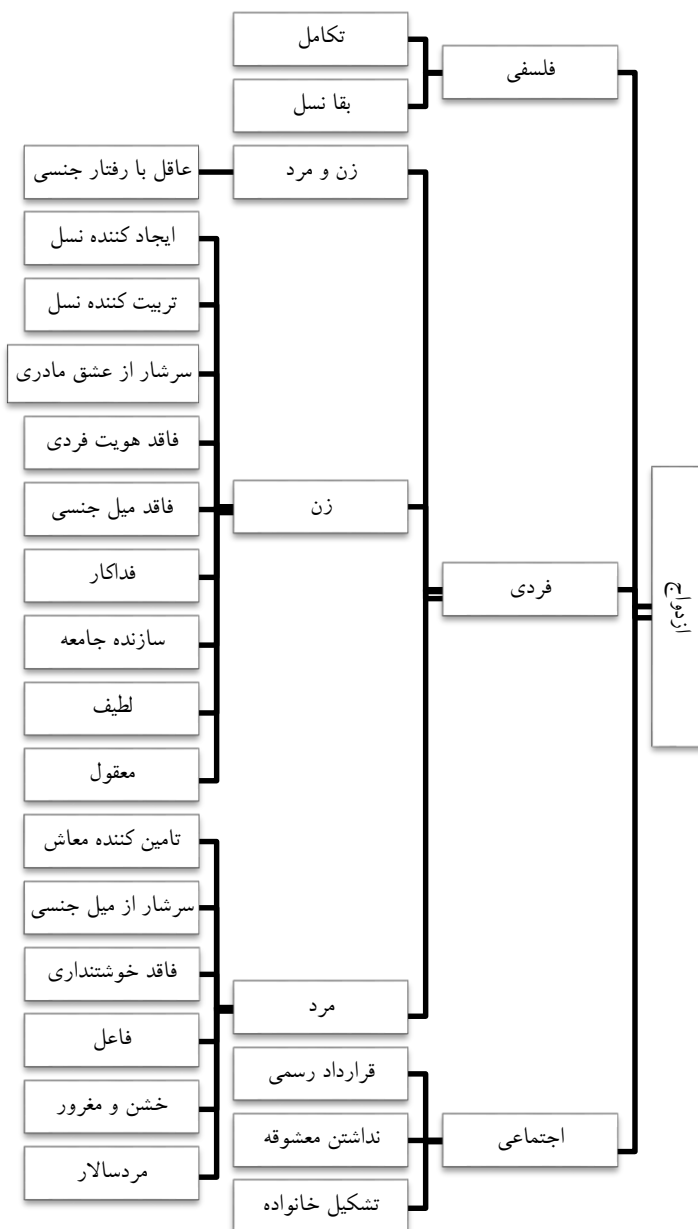 ازدواج
فلسفی
تکامل
بقا نسل
فردی
زن و مرد
عاقل با رفتار جنسی
زن
ایجاد کننده نسل
تربیت کننده نسل
سرشار از عشق مادری
فاقد هویت فردی
فاقد میل جنسی
فداکار
سازنده جامعه
لطیف
معقول
مرد
تامین کننده معاش
سرشار از میل جنسی
فاقد خوشتنداری
فاعل
خشن و مغرور
مردسالار
اجتماعی
قرارداد رسمی
نداشتن معشوقه
تشکیل خانواده